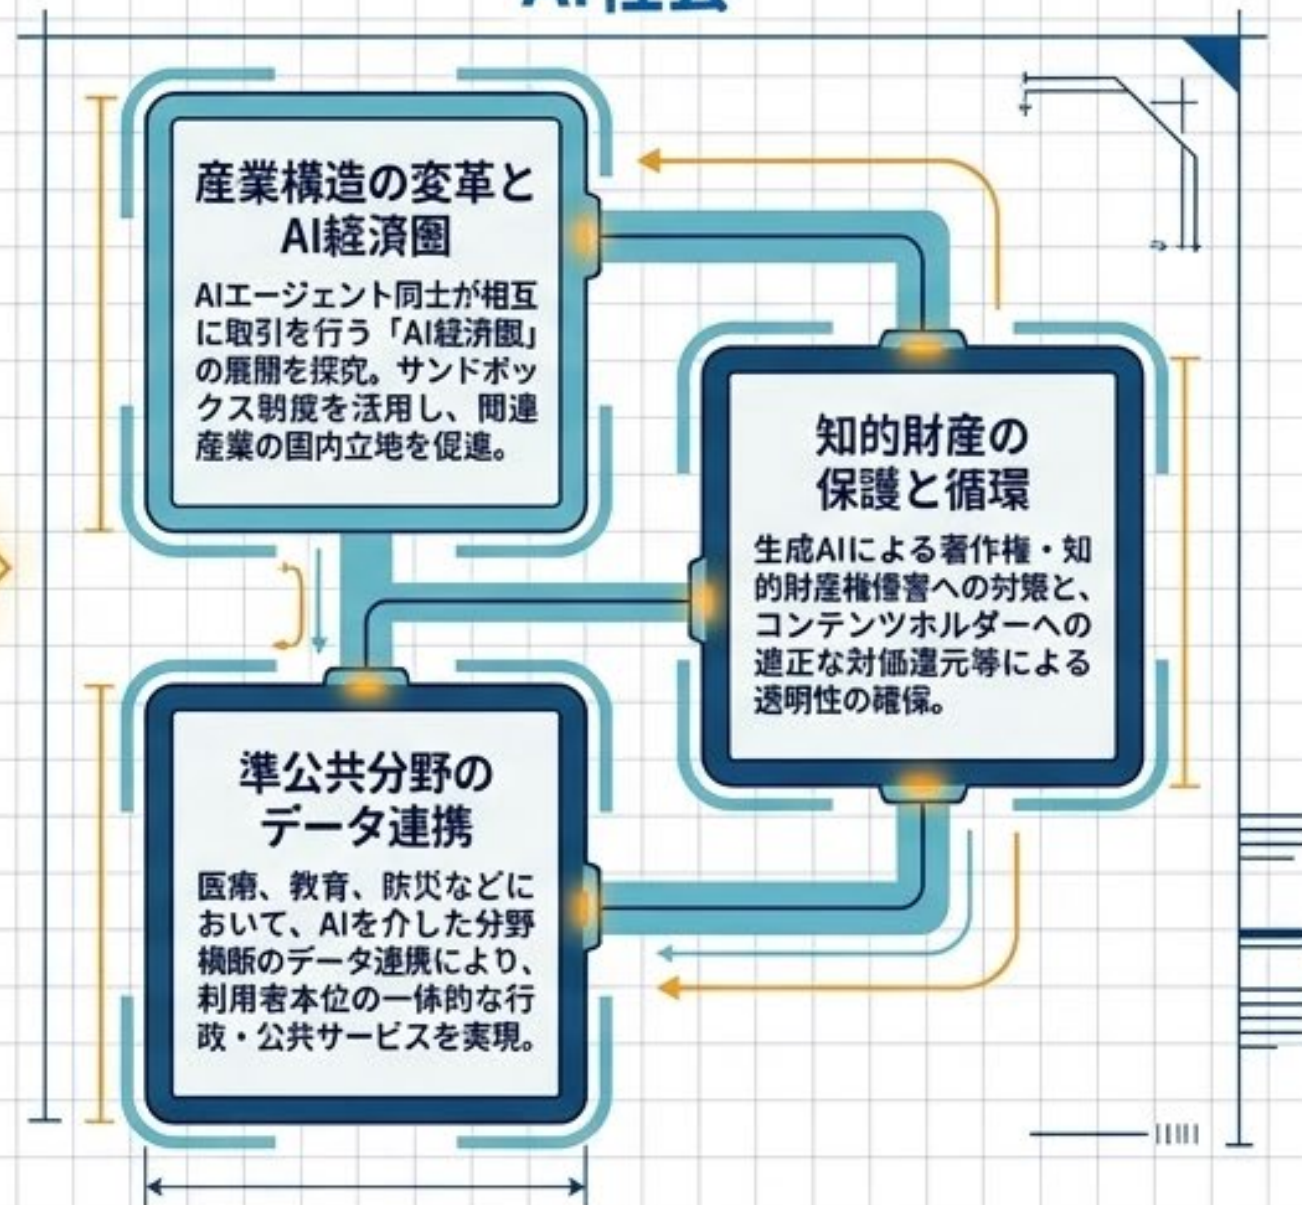 AI社会
産業構造の変革と
AI経済圏
AIエージェント同士が相互
に取引を行う「AI経済圏」
の展開を探究。サンドボッ
クス制度を活用し、
産業の国内立地を促進。
知的財産の
保護と循環
生成AIによる著作権・知
的財産権侵害への対策と、
コンテンツホルダーへの
適正な対価還元等による
透明性の確保。
準公共分野の
データ連携
医療、教育、防災などに
おいて、AIを介した分野
横断のデータ連携により、
利用者本位の一体的な行
政・公共サービスを実現。